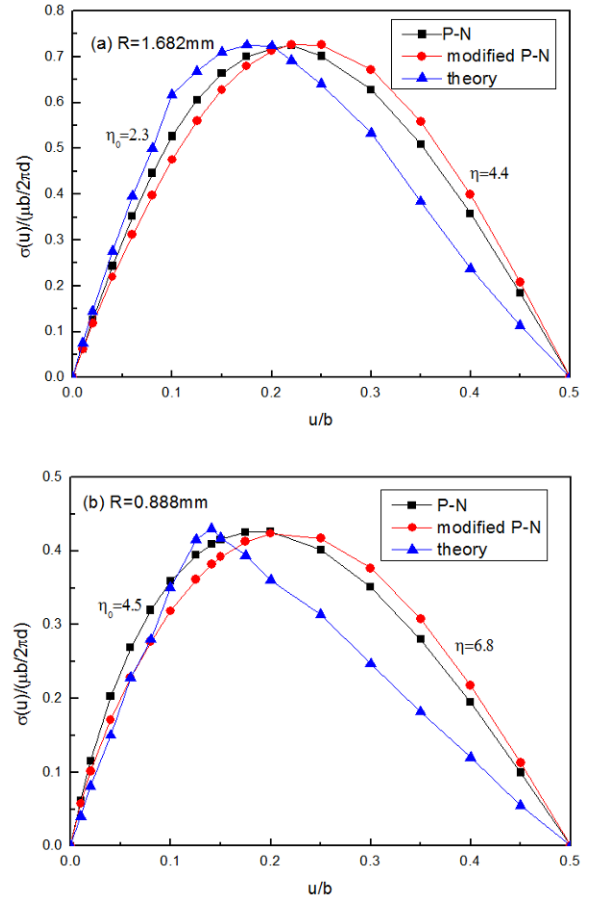 (a) R=1.682mm
P-N
modified P-N
theory
η₀=2.3
η=4.4
σ(u)/(μb/2πd)
0.8
0.7
0.6
0.5
0.4
0.3
0.2
0.1
0.0
0.0 0.1 0.2 0.3 0.4 0.5
u/b
(b) R=0.888mm
P-N
modified P-N
theory
η₀=4.5
η=6.8
σ(u)/(μb/2πd)
0.5
0.4
0.3
0.2
0.1
0.0
0.0 0.1 0.2 0.3 0.4 0.5
u/b